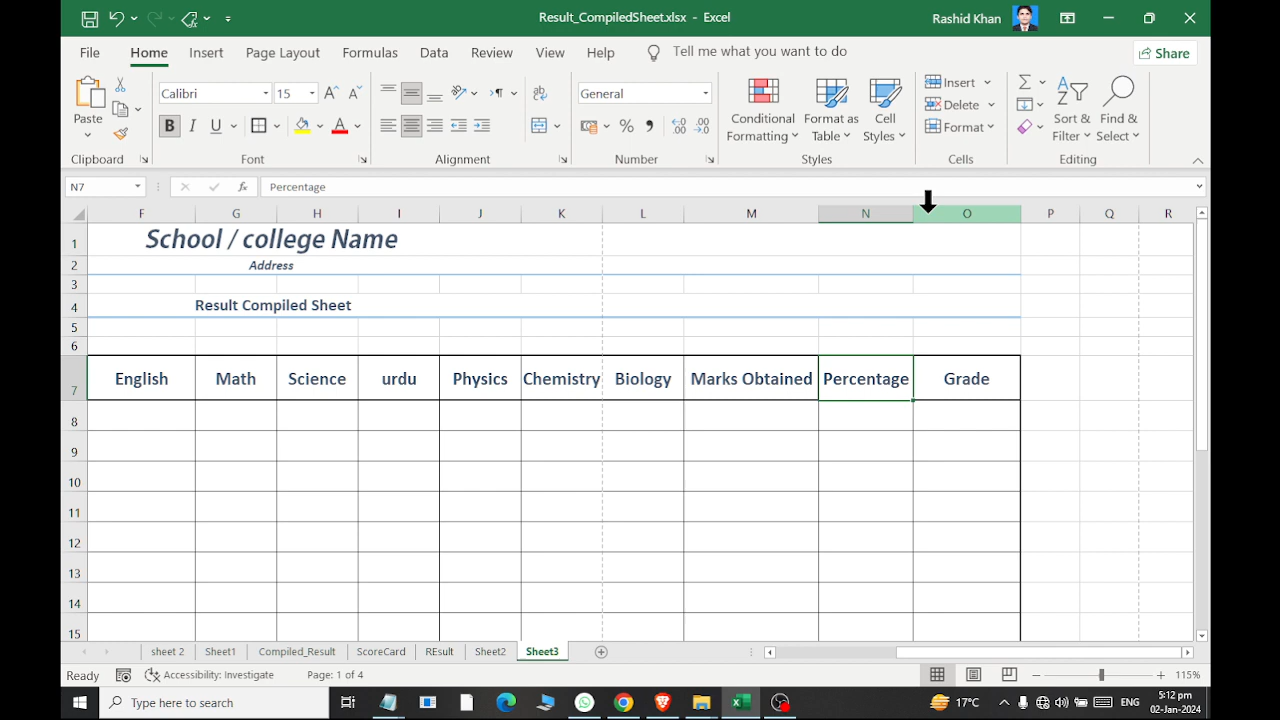 Result_CompiledSheet.xlsx - Excel
Rashid Khan
File Home Insert Page Layout Formulas Data Review View Help Tell me what you want to do Share
Paste
Calibri 15
B I U A
General
Conditional Formatting
Format as Table
Cell Styles
Insert
Delete
Format
Sort & Filter
Find & Select
Clipboard Font Alignment Number Styles Cells Editing
N7 fx Percentage
F G H I J K L M N O P Q R
1 School / college Name
2 Address
3
4 Result Compiled Sheet
5
6
7 English Math Science urdu Physics Chemistry Biology Marks Obtained Percentage Grade
8
9
10
11
12
13
14
15
sheet 2 Sheet1 Compiled_Result ScoreCard REsult Sheet2 Sheet3
Ready Accessibility: Investigate Page: 1 of 4 115%
Type here to search 17°C ENG 5:12 pm
02-Jan-2024